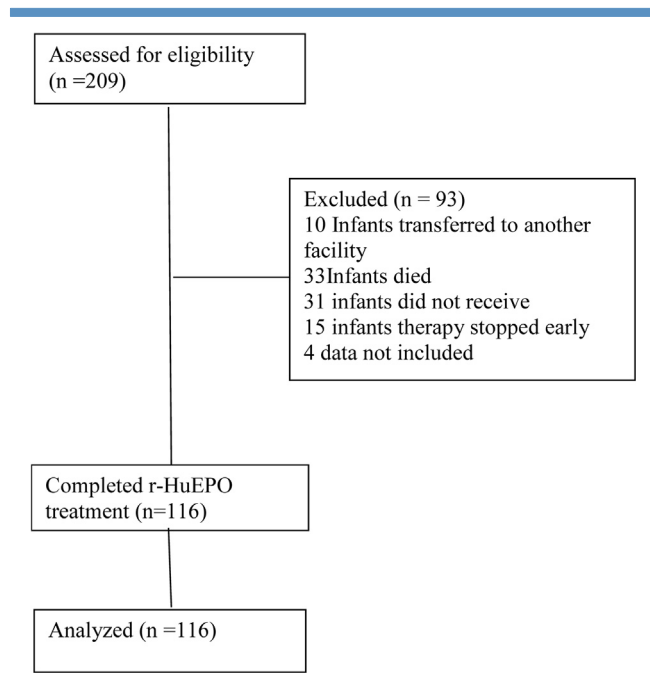 Assessed for eligibility
(n =209)
Excluded (n = 93)
10 Infants transferred to another
facility
33Infants died
31 infants did not receive
15 infants therapy stopped early
4 data not included
Completed r-HuEPO
treatment (n=116)
Analyzed (n =116)